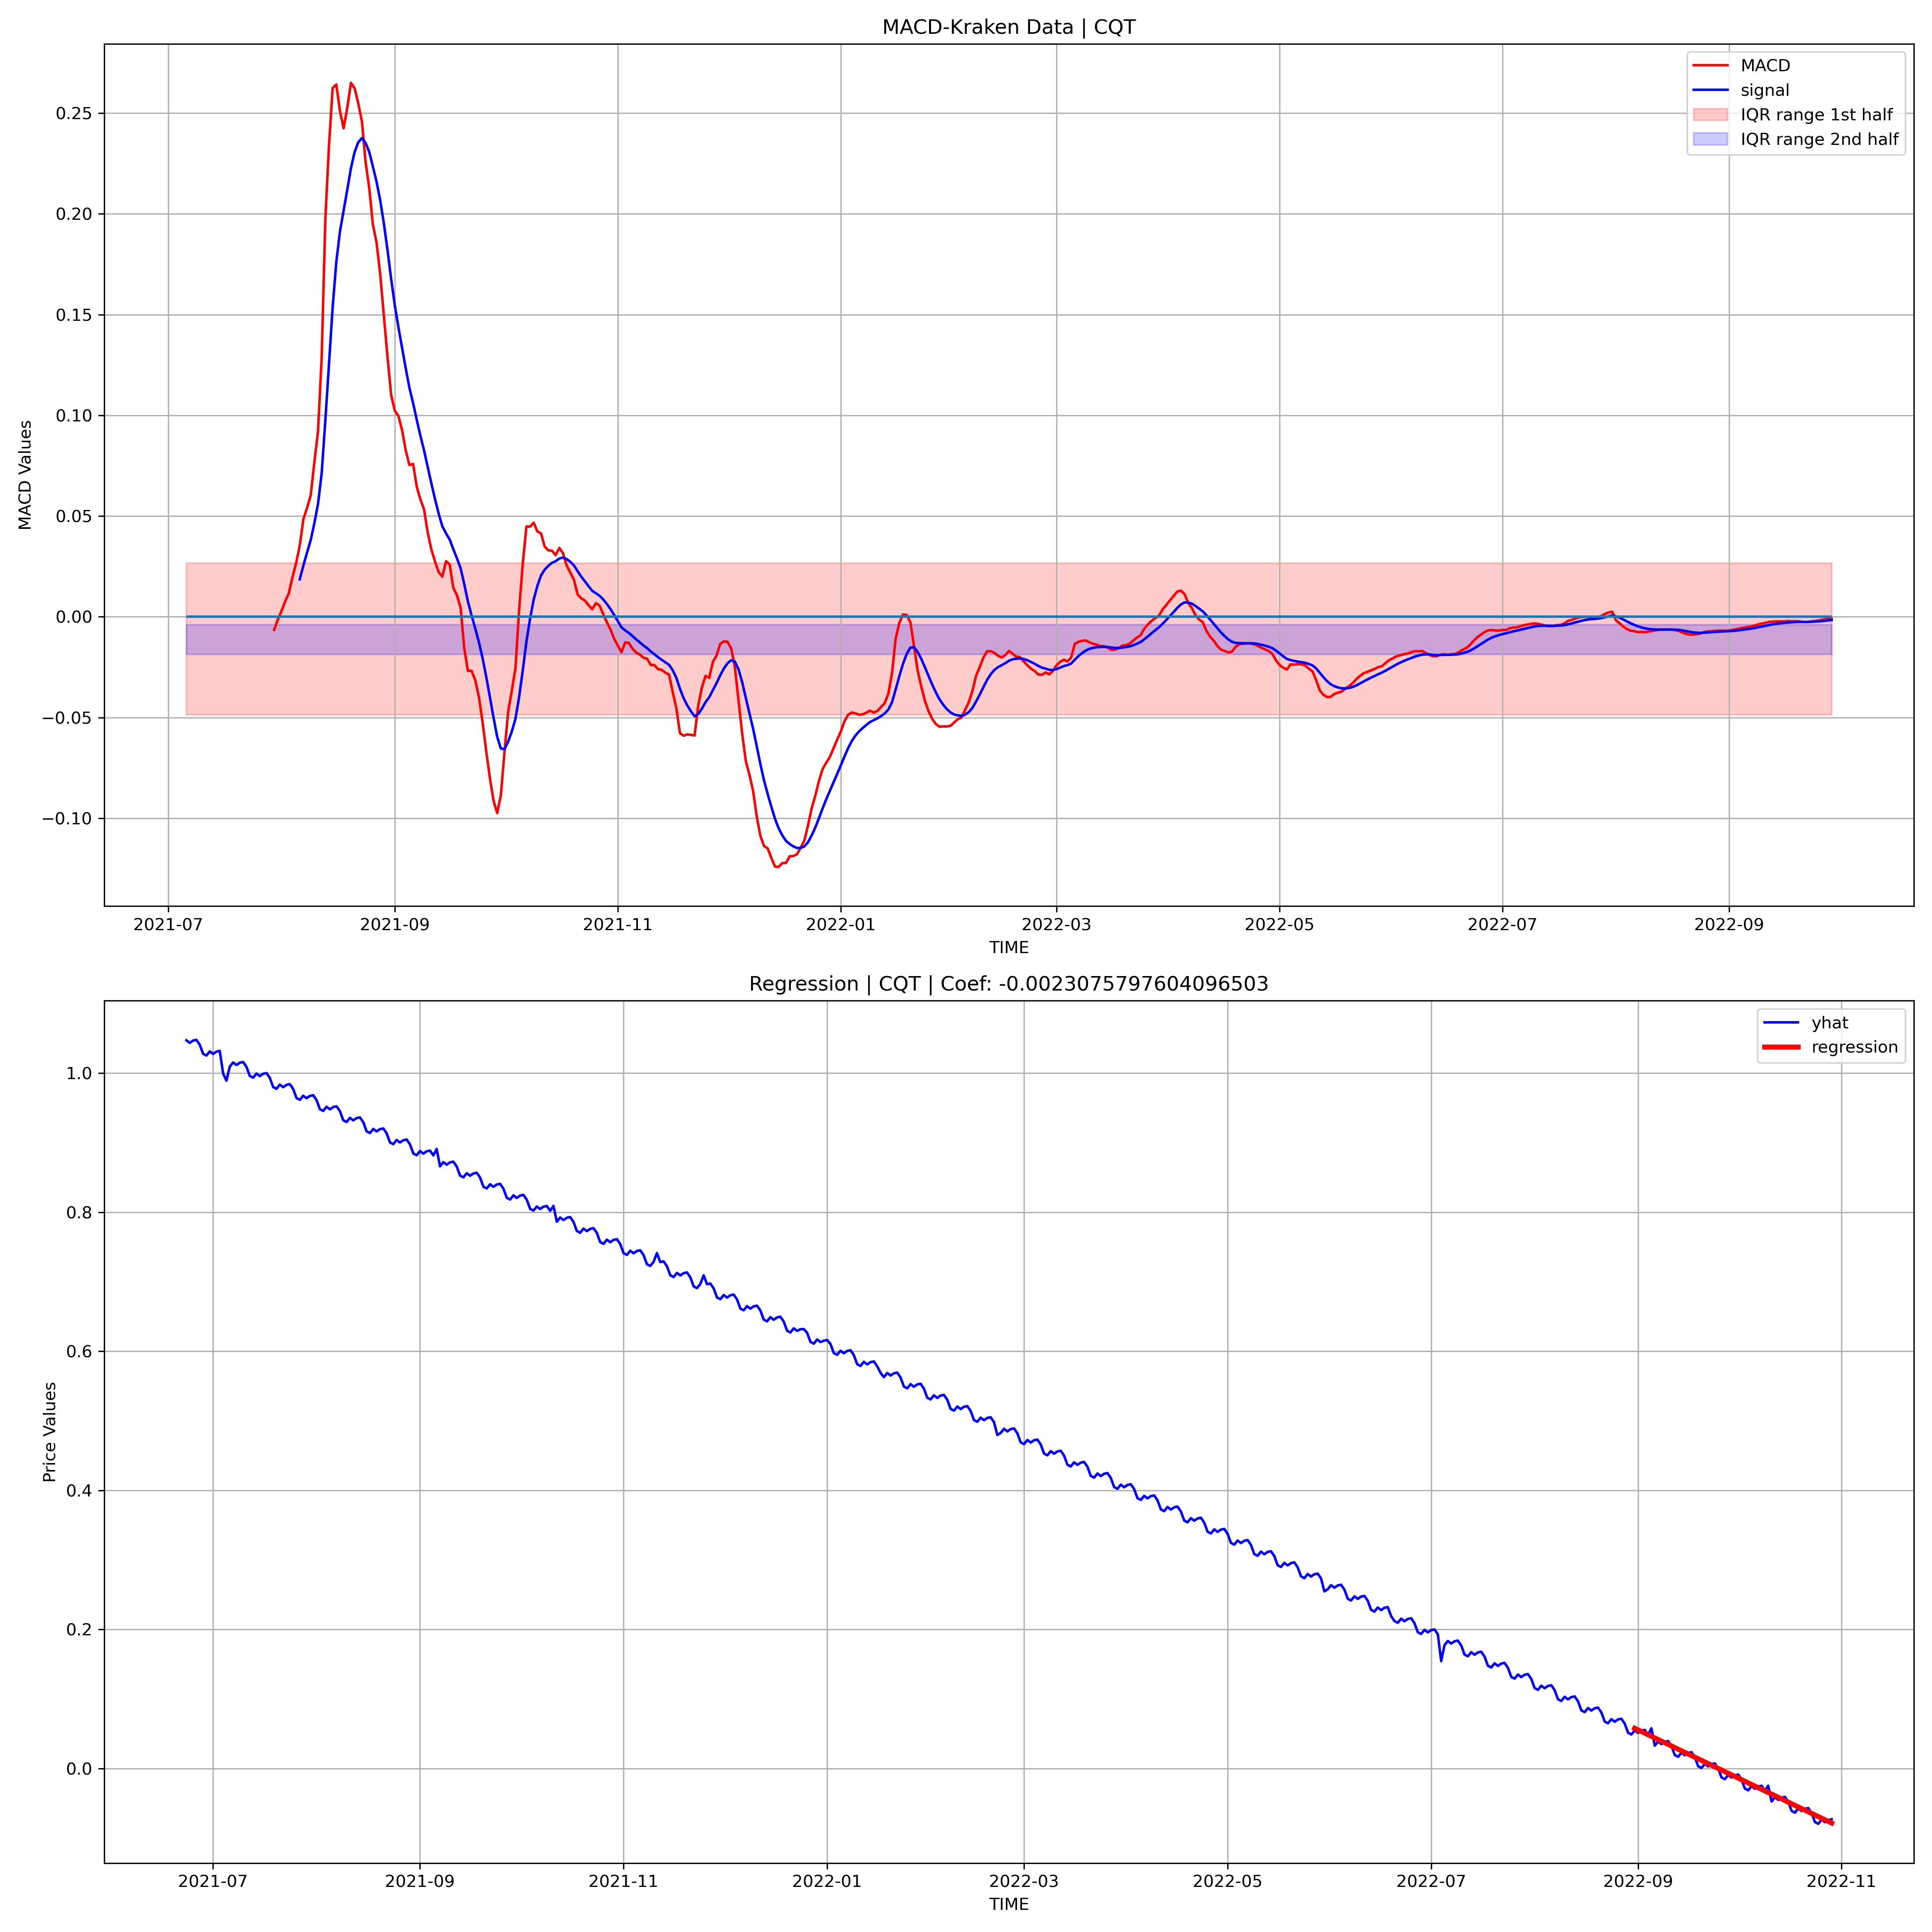 MACD-Kraken Data | CQT
MACD
signal
IQR range 1st half
IQR range 2nd half
MACD Values
0.25
0.20
0.15
0.10
0.05
0.00
−0.05
−0.10
2021-07 2021-09 2021-11 2022-01 2022-03 2022-05 2022-07 2022-09
TIME
Regression | CQT | Coef: -0.0023075797604096503
yhat
regression
Price Values
1.0
0.8
0.6
0.4
0.2
0.0
2021-07 2021-09 2021-11 2022-01 2022-03 2022-05 2022-07 2022-09 2022-11
TIME